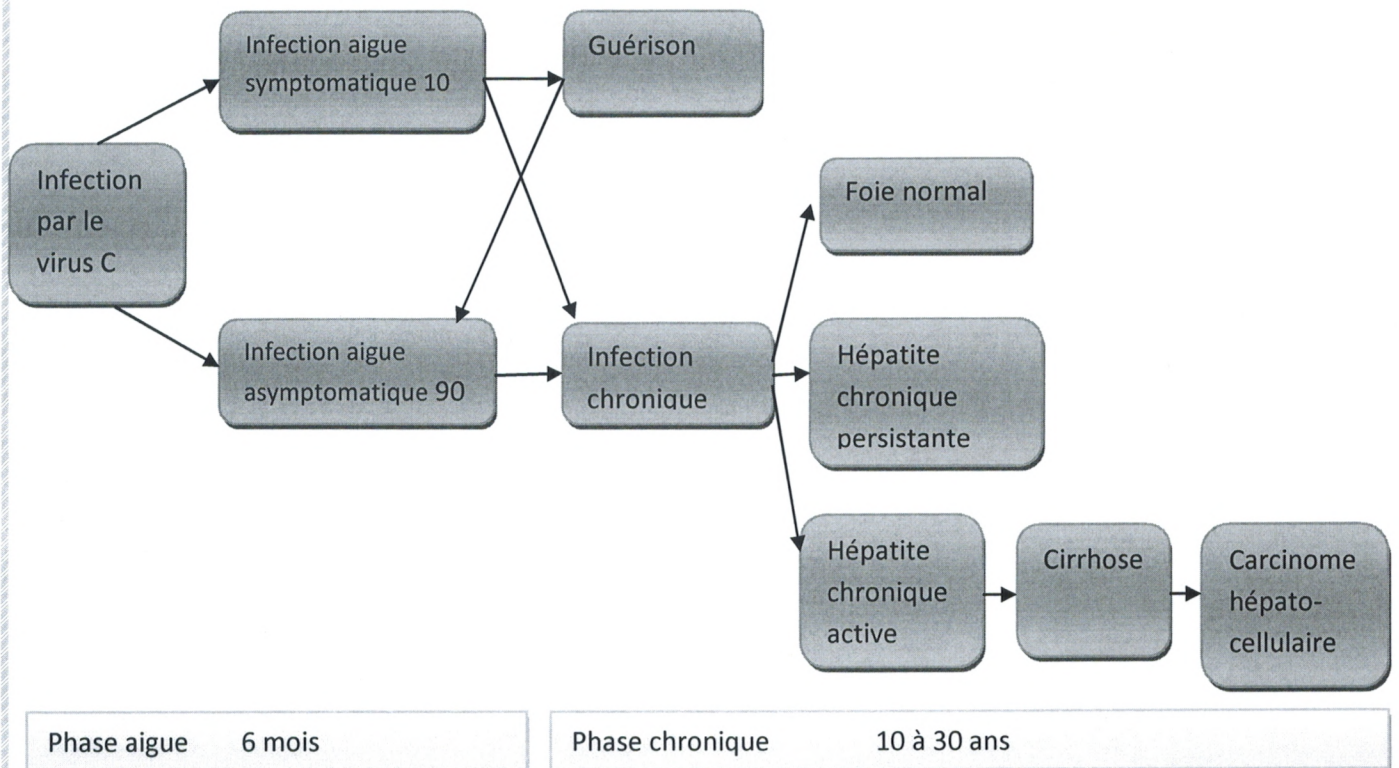 Infection aigue
symptomatique 10
Guérison
Infection
par le
virus C
Foie normal
Infection aigue
asymptomatique 90
Infection
chronique
Hépatite
chronique
persistante
Hépatite
chronique
active
Cirrhose
Carcinome
hépato-
cellulaire
Phase aigue 6 mois
Phase chronique 10 à 30 ans